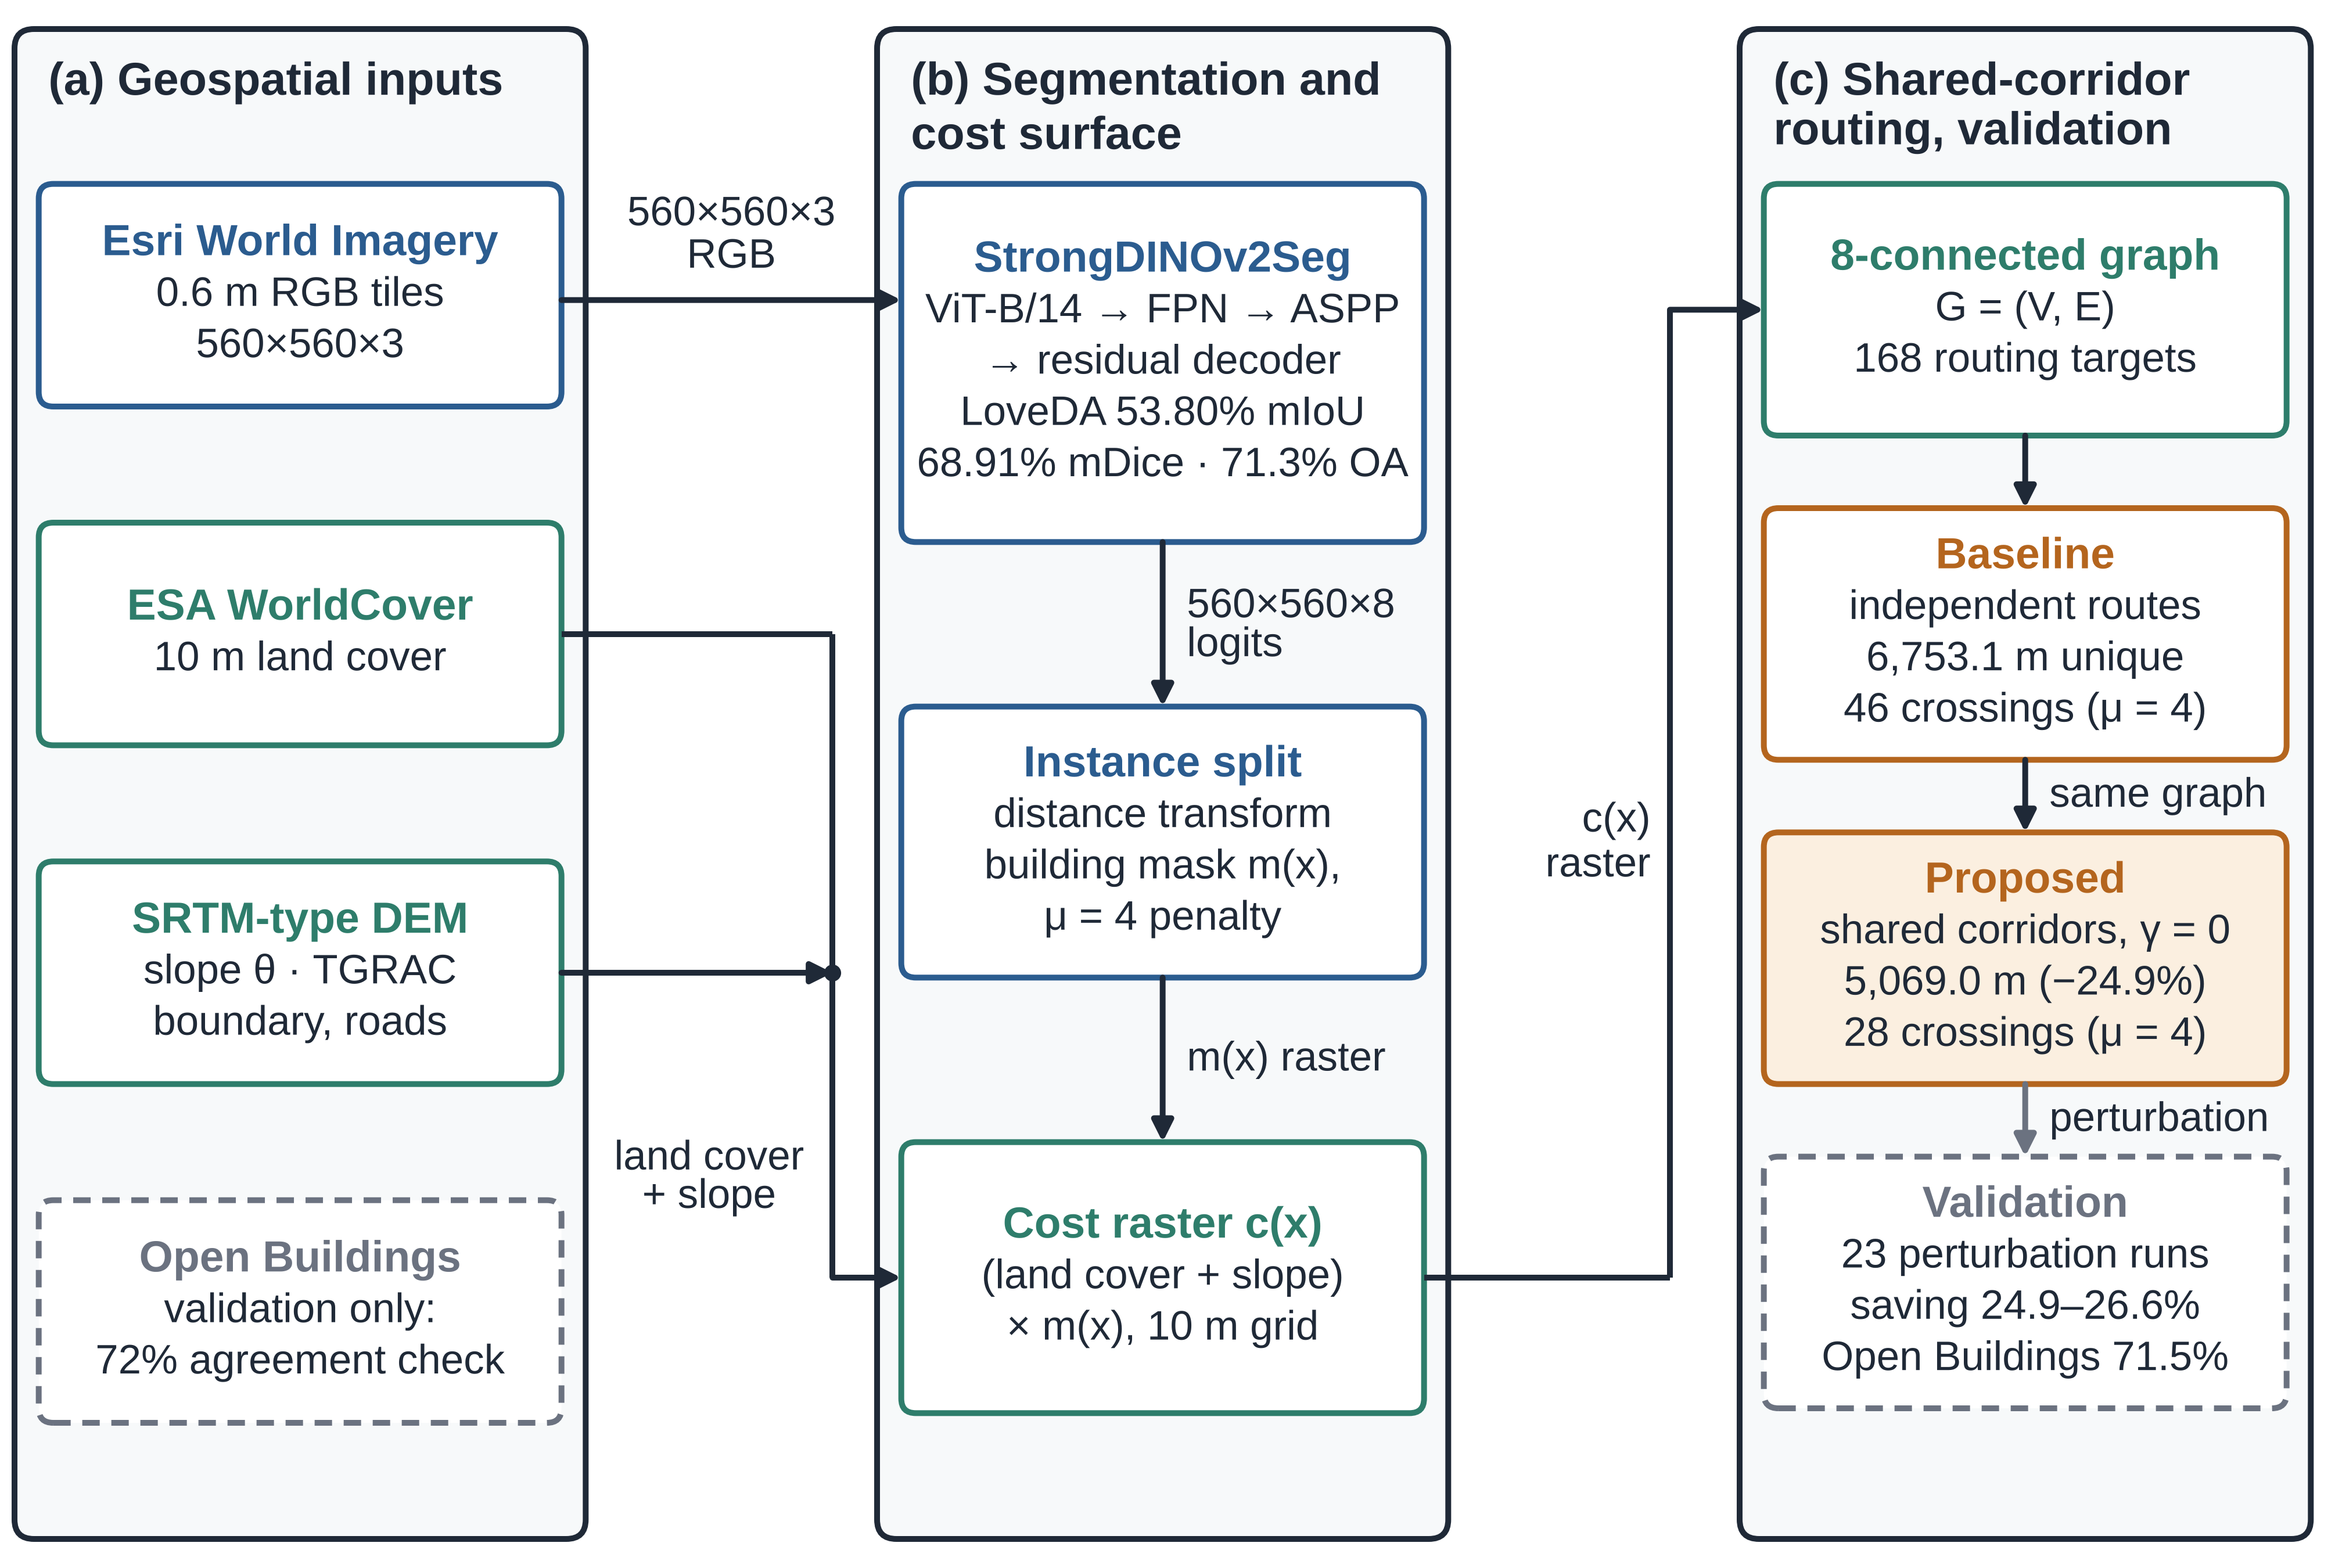 (a) Geospatial inputs
Esri World Imagery
0.6 m RGB tiles
560×560×3
ESA WorldCover
10 m land cover
SRTM-type DEM
slope θ · TGRAC
boundary, roads
Open Buildings
validation only:
72% agreement check
560×560×3
RGB
land cover
+ slope
(b) Segmentation and
cost surface
StrongDINOv2Seg
ViT-B/14 → FPN → ASPP
→ residual decoder
LoveDA 53.80% mIoU
68.91% mDice · 71.3% OA
560×560×8
logits
Instance split
distance transform
building mask m(x),
μ = 4 penalty
m(x) raster
Cost raster c(x)
(land cover + slope)
× m(x), 10 m grid
c(x)
raster
(c) Shared-corridor
routing, validation
8-connected graph
G = (V, E)
168 routing targets
Baseline
independent routes
6,753.1 m unique
46 crossings (μ = 4)
same graph
Proposed
shared corridors, γ = 0
5,069.0 m (−24.9%)
28 crossings (μ = 4)
perturbation
Validation
23 perturbation runs
saving 24.9–26.6%
Open Buildings 71.5%